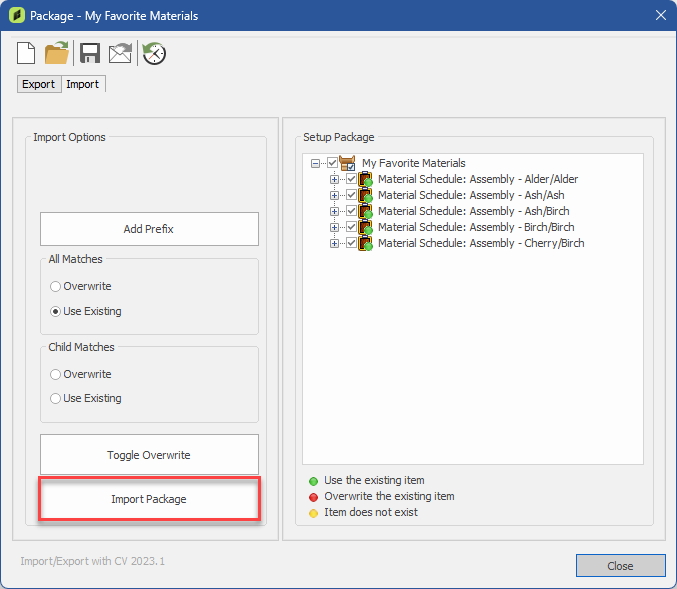 Package - My Favorite Materials
Export Import
Import Options
Add Prefix
All Matches
Overwrite
Use Existing
Child Matches
Overwrite
Use Existing
Toggle Overwrite
Import Package
Setup Package
My Favorite Materials
Material Schedule: Assembly - Alder/Alder
Material Schedule: Assembly - Ash/Ash
Material Schedule: Assembly - Ash/Birch
Material Schedule: Assembly - Birch/Birch
Material Schedule: Assembly - Cherry/Birch
Use the existing item
Overwrite the existing item
Item does not exist
Import/Export with CV 2023.1
Close